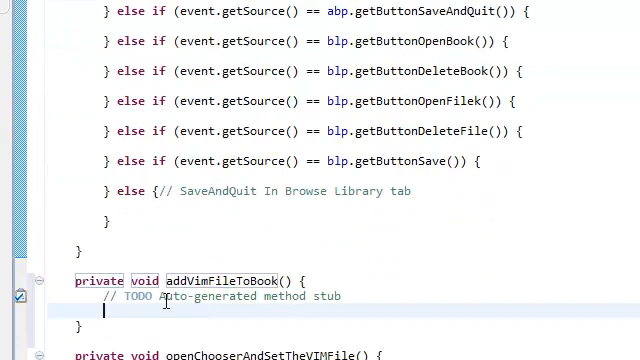 } else if (event.getSource() == abp.getButtonSaveAndQuit()) {
} else if (event.getSource() == blp.getButtonOpenBook()) {
} else if (event.getSource() == blp.getButtonDeleteBook()) {
} else if (event.getSource() == blp.getButtonOpenFilek()) {
} else if (event.getSource() == blp.getButtonDeleteFile()) {
} else if (event.getSource() == blp.getButtonSave()) {
} else {// SaveAndQuit In Browse Library tab
}
}
private void addVimFileToBook() {
// TODO Auto-generated method stub
}
private void openChooserAndSetTheVIMFile() {